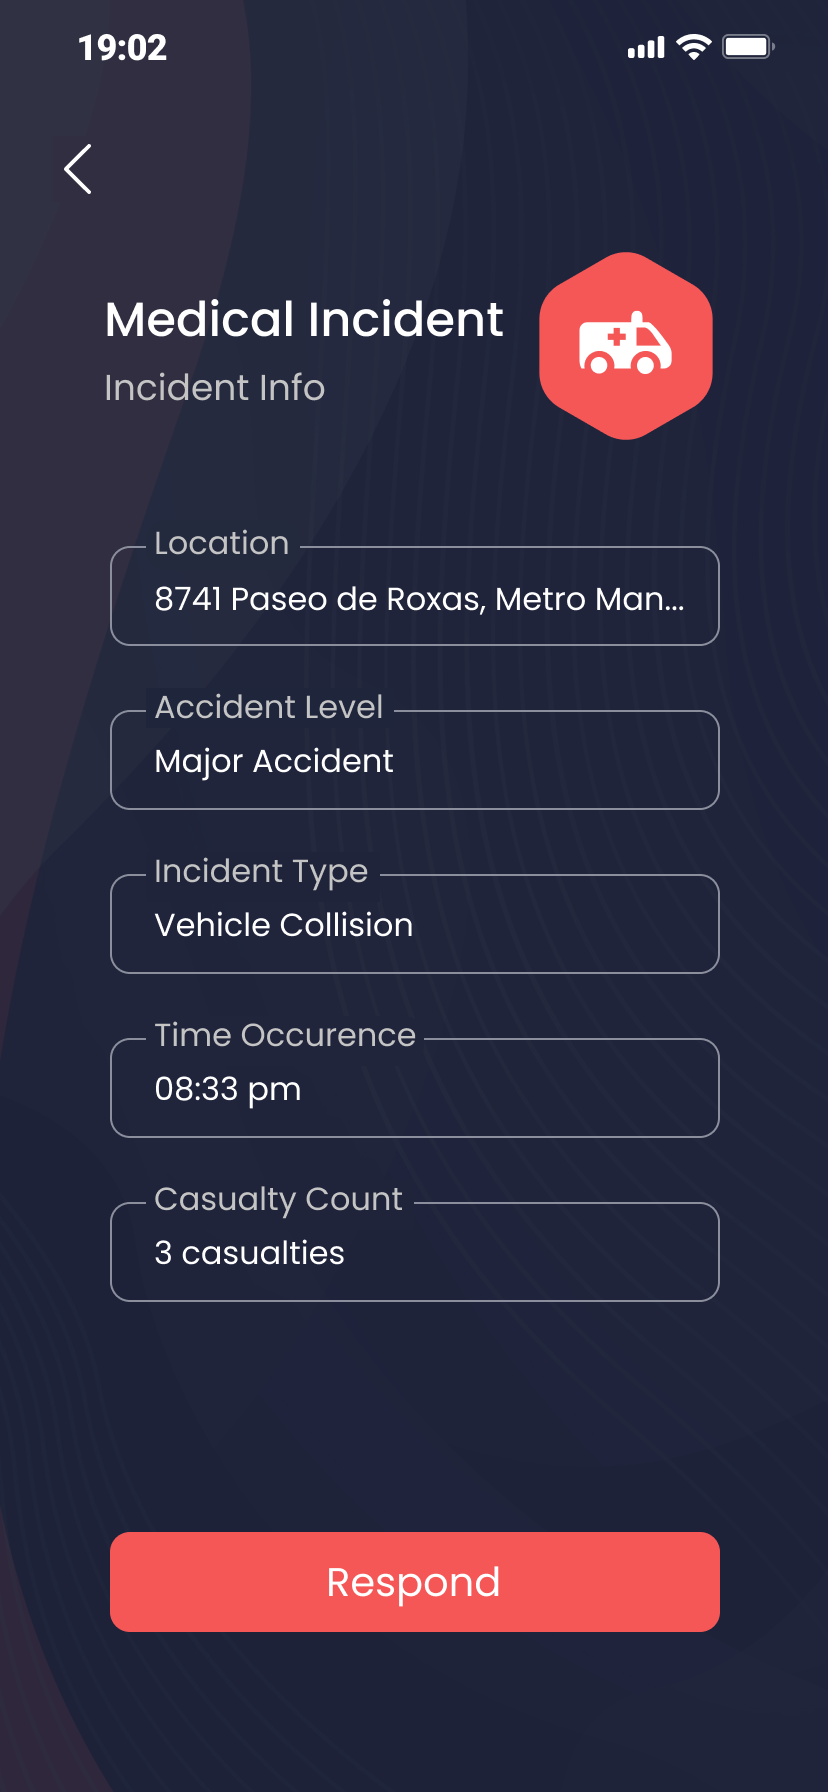 19:02
Medical Incident
Incident Info
Location
8741 Paseo de Roxas, Metro Man...
Accident Level
Major Accident
Incident Type
Vehicle Collision
Time Occurence
08:33 pm
Casualty Count
3 casualties
Respond